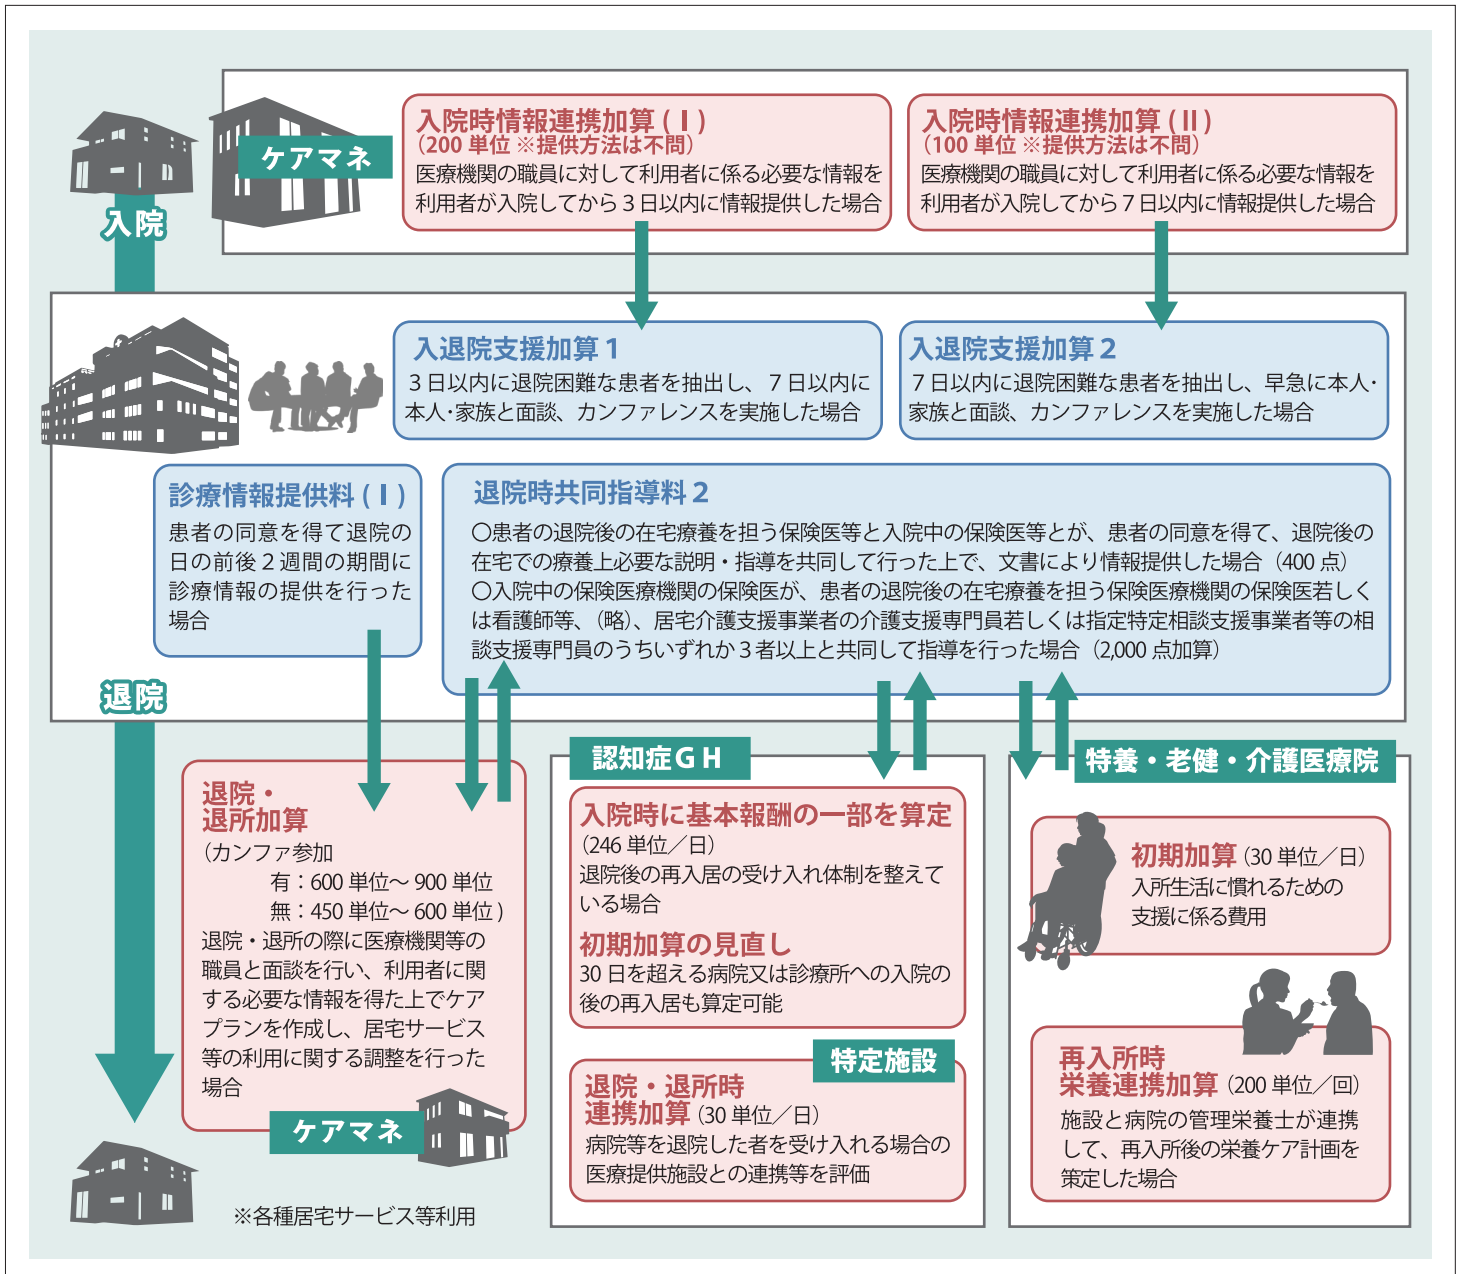 ケアマネ
入院時情報連携加算(Ⅰ)
(200単位 ※提供方法は不問)
医療機関の職員に対して利用者に係る必要な情報を
利用者が入院してから3日以内に情報提供した場合
入院時情報連携加算(Ⅱ)
(100単位 ※提供方法は不問)
医療機関の職員に対して利用者に係る必要な情報を
利用者が入院してから7日以内に情報提供した場合
入院
入退院支援加算1
3日以内に退院困難な患者を抽出し、7日以内に
本人・家族と面談、カンファレンスを実施した場合
入退院支援加算2
7日以内に退院困難な患者を抽出し、早急に本人・
家族と面談、カンファレンスを実施した場合
診療情報提供料(Ⅰ)
患者の同意を得て退院の
日の前後2週間の期間に
診療情報の提供を行った
場合
退院時共同指導料2
○患者の退院後の在宅療養を担う保険医等と入院中の保険医等とが、患者の同意を得て、退院後の
在宅での療養上必要な説明・指導を共同して行った上で、文書により情報提供した場合(400点)
○入院中の保険医療機関の保険医が、患者の退院後の在宅療養を担う保険医療機関の保険医若しく
は看護師等、(略)、居宅介護支援事業者の介護支援専門員若しくは指定特定相談支援事業者等の相
談支援専門員のうちいずれか3者以上と共同して指導を行った場合(2,000点加算)
退院
退院・
退所加算
(カンファ参加
有:600単位~900単位
無:450単位~600単位)
退院・退所の際に医療機関等の
職員と面談を行い、利用者に関
する必要な情報を得た上でケア
プランを作成し、居宅サービス
等の利用に関する調整を行った
場合
ケアマネ
※各種居宅サービス等利用
認知症GH
入院時に基本報酬の一部を算定
(246単位/日)
退院後の再入居の受け入れ体制を整えて
いる場合
初期加算の見直し
30日を超える病院又は診療所への入院の
後の再入居も算定可能
特定施設
退院・退所時
連携加算(30単位/日)
病院等を退院した者を受け入れる場合の
医療提供施設との連携等を評価
特養・老健・介護医療院
初期加算(30単位/日)
入所生活に慣れるための
支援に係る費用
再入所時
栄養連携加算(200単位/回)
施設と病院の管理栄養士が連携
して、再入所後の栄養ケア計画を
策定した場合